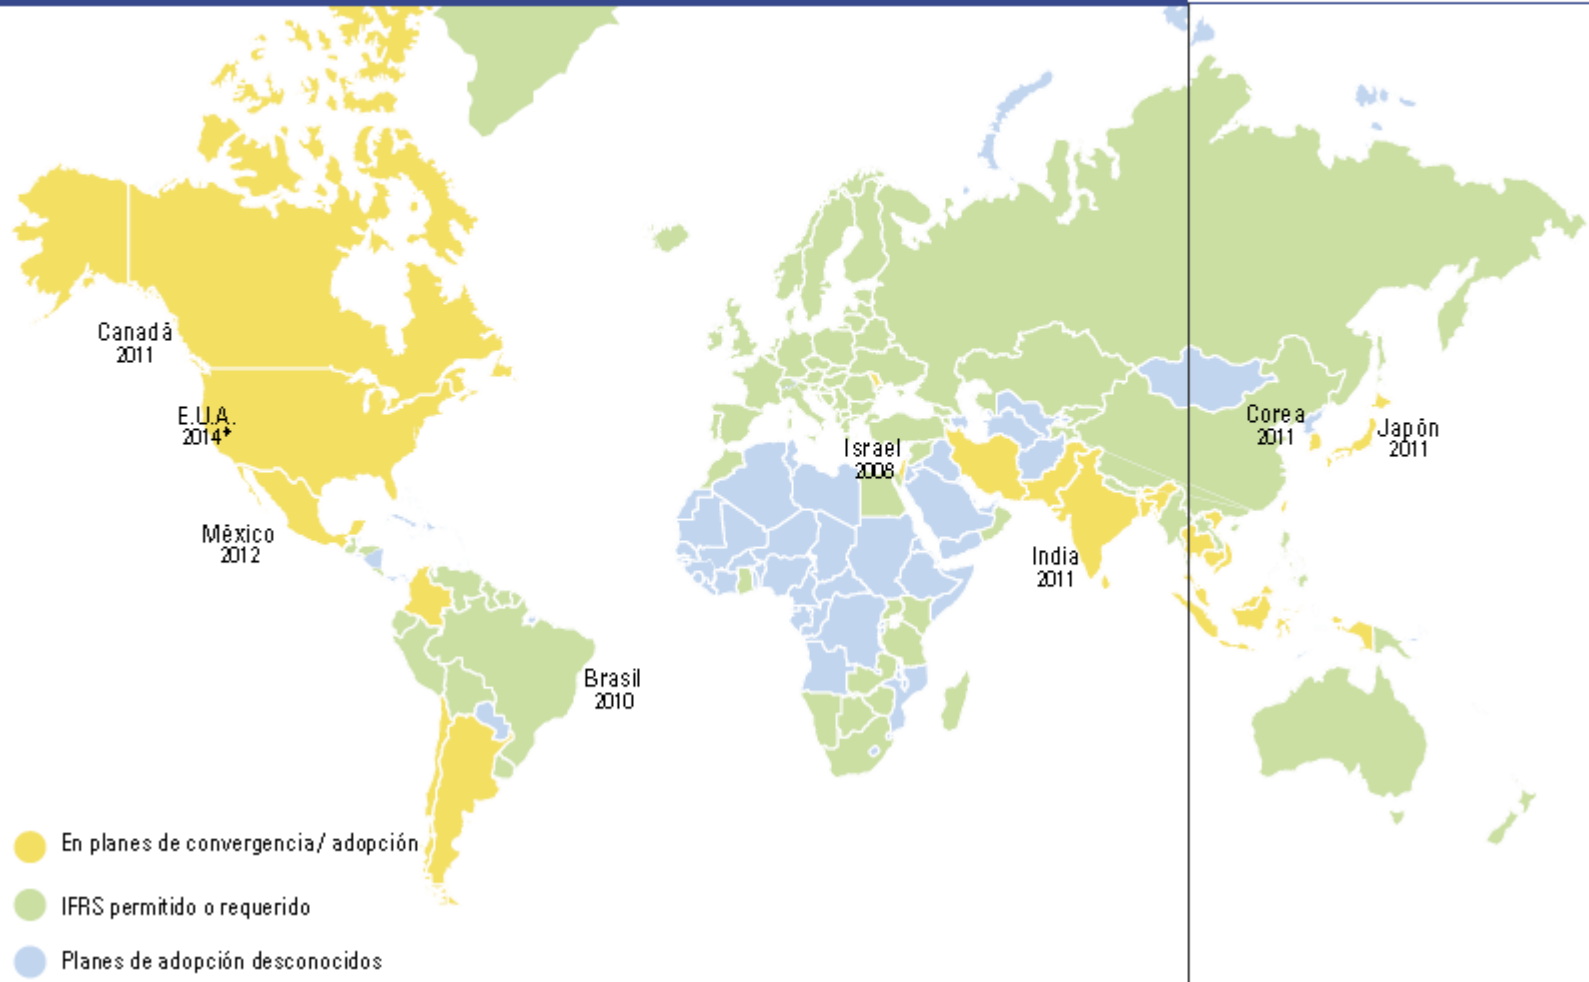 Canadá
2011
E.U.A.
2014*
México
2012
Brasil
2010
Israel
2008
India
2011
Corea
2011
Japón
2011
En planes de convergencia/ adopción
IFRS permitido o requerido
Planes de adopción desconocidos